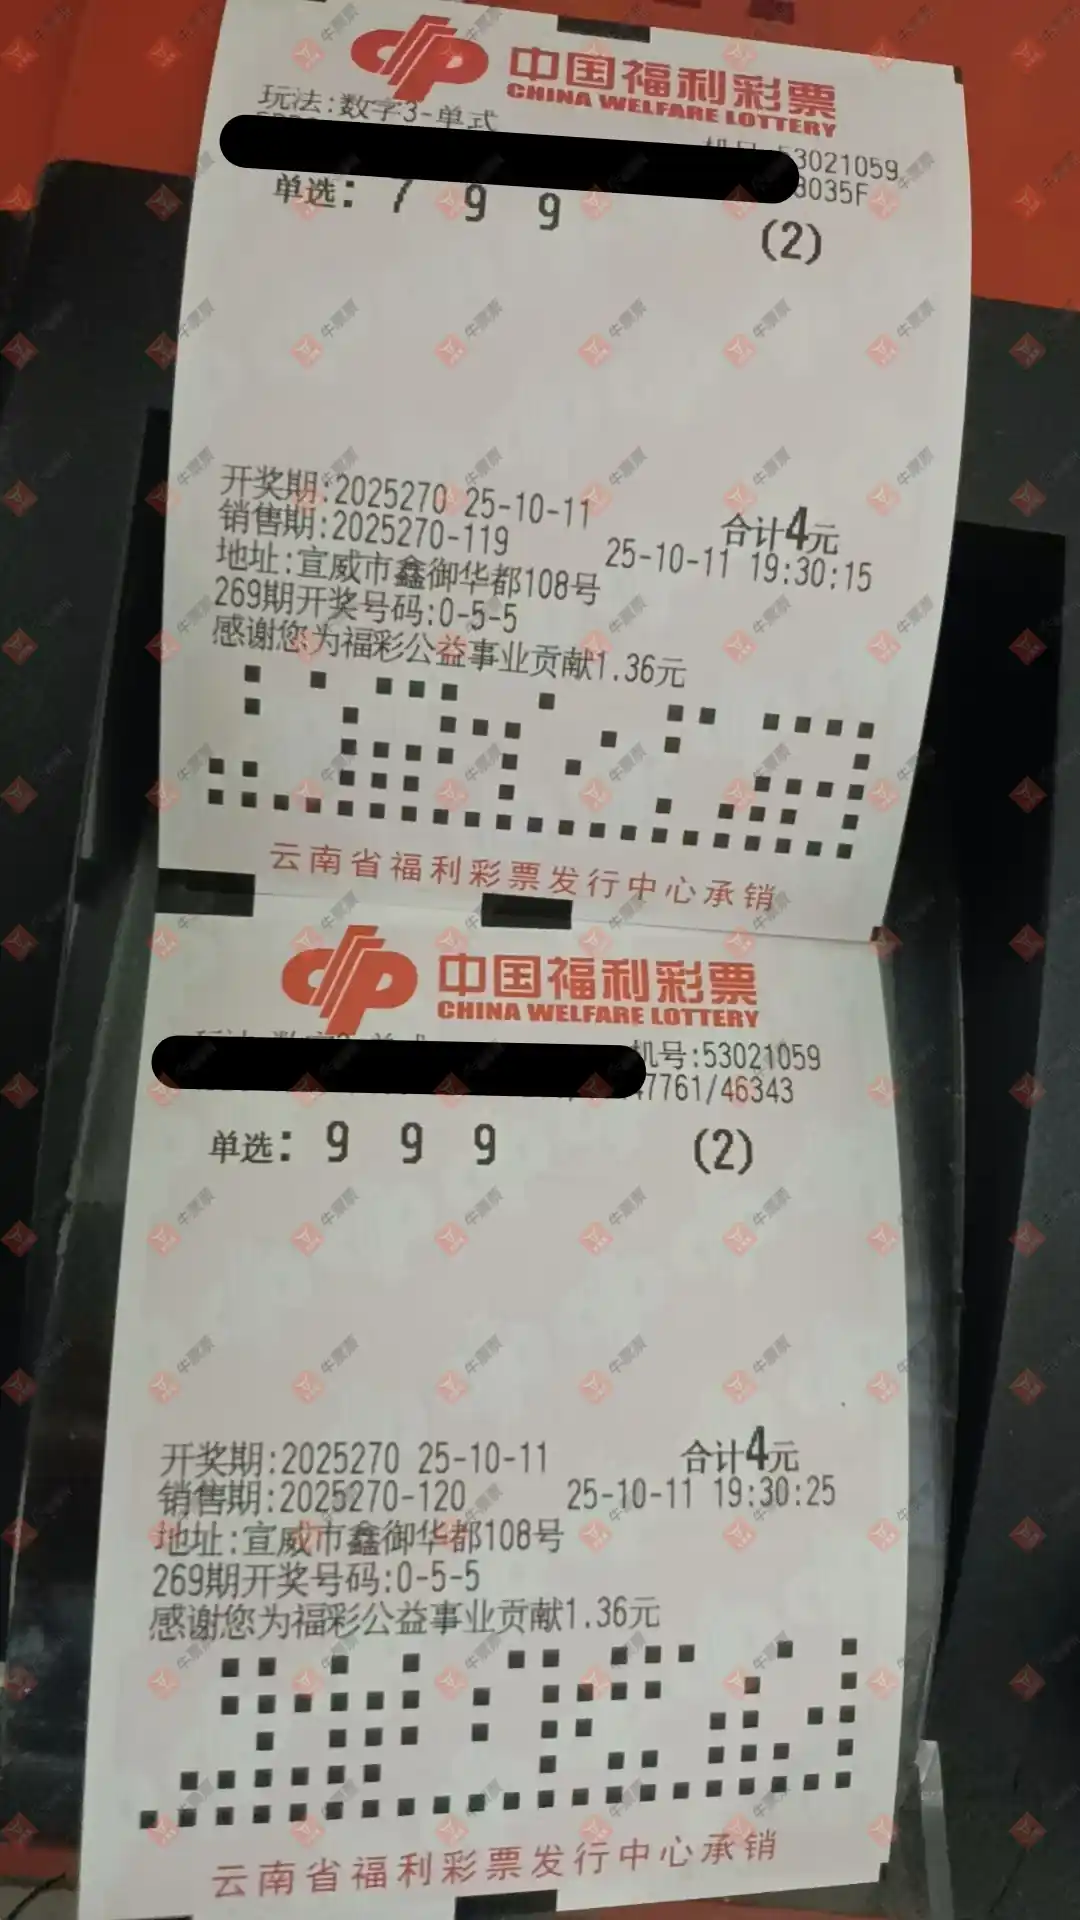 中国福利彩票
CHINA WELFARE LOTTERY
玩法:数字3-单式
机号:53021059
8035F
单选: 7 9 9 (2)
开奖期:2025270 25-10-11 合计4元
销售期:2025270-119 25-10-11 19:30:15
地址:宣威市鑫御华都108号
269期开奖号码:0-5-5
感谢您为福彩公益事业贡献1.36元
云南省福利彩票发行中心承销
中国福利彩票
CHINA WELFARE LOTTERY
机号:53021059
47761/46343
单选: 9 9 9 (2)
开奖期:2025270 25-10-11 合计4元
销售期:2025270-120 25-10-11 19:30:25
地址:宣威市鑫御华都108号
269期开奖号码:0-5-5
感谢您为福彩公益事业贡献1.36元
云南省福利彩票发行中心承销